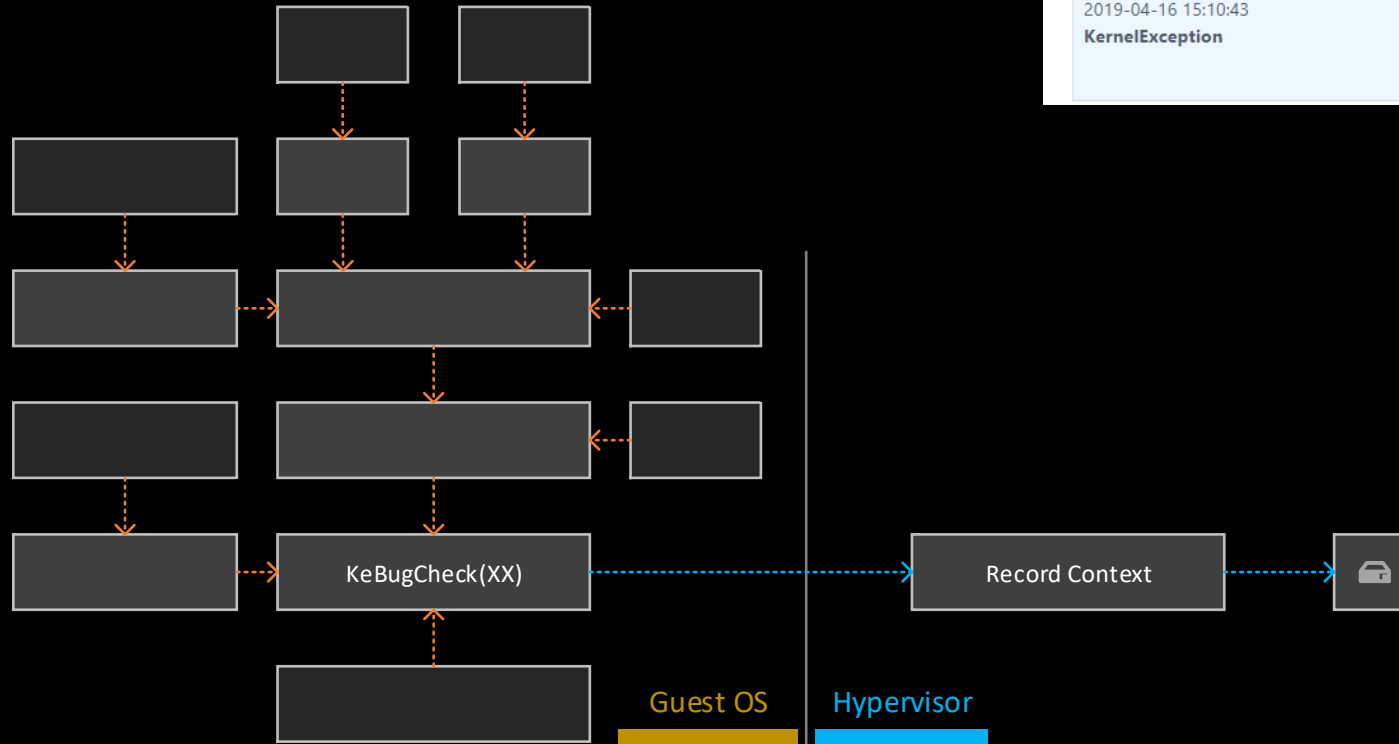 2019-04-16 15:10:43
KernelException
KeBugCheck(XX)
Record Context
Guest OS
Hypervisor